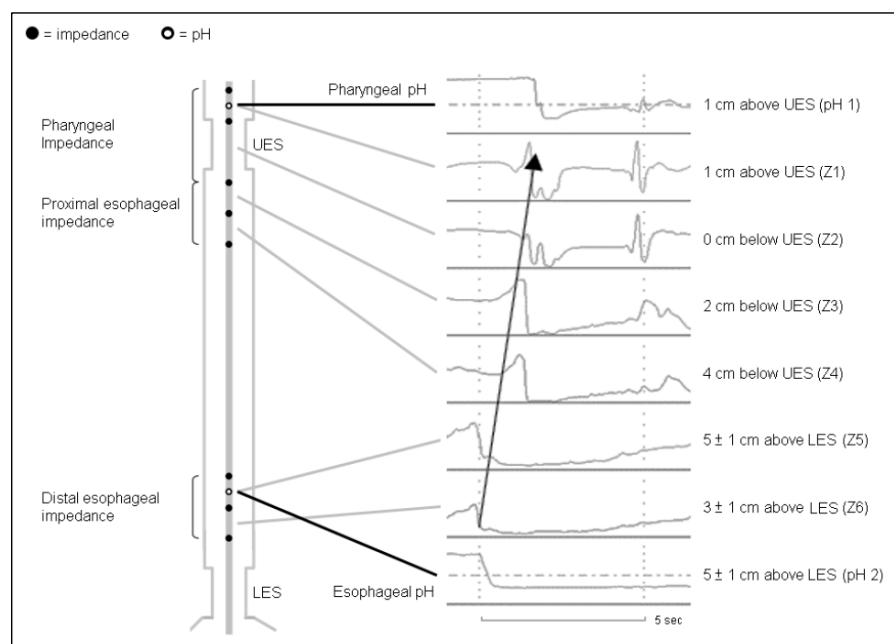 = impedance
= pH
Pharyngeal
Impedance
Proximal esophageal
impedance
Distal esophageal
impedance
UES
LES
Pharyngeal pH
Esophageal pH
1 cm above UES (pH 1)
1 cm above UES (Z1)
0 cm below UES (Z2)
2 cm below UES (Z3)
4 cm below UES (Z4)
5 ± 1 cm above LES (Z5)
3 ± 1 cm above LES (Z6)
5 ± 1 cm above LES (pH 2)
5 sec